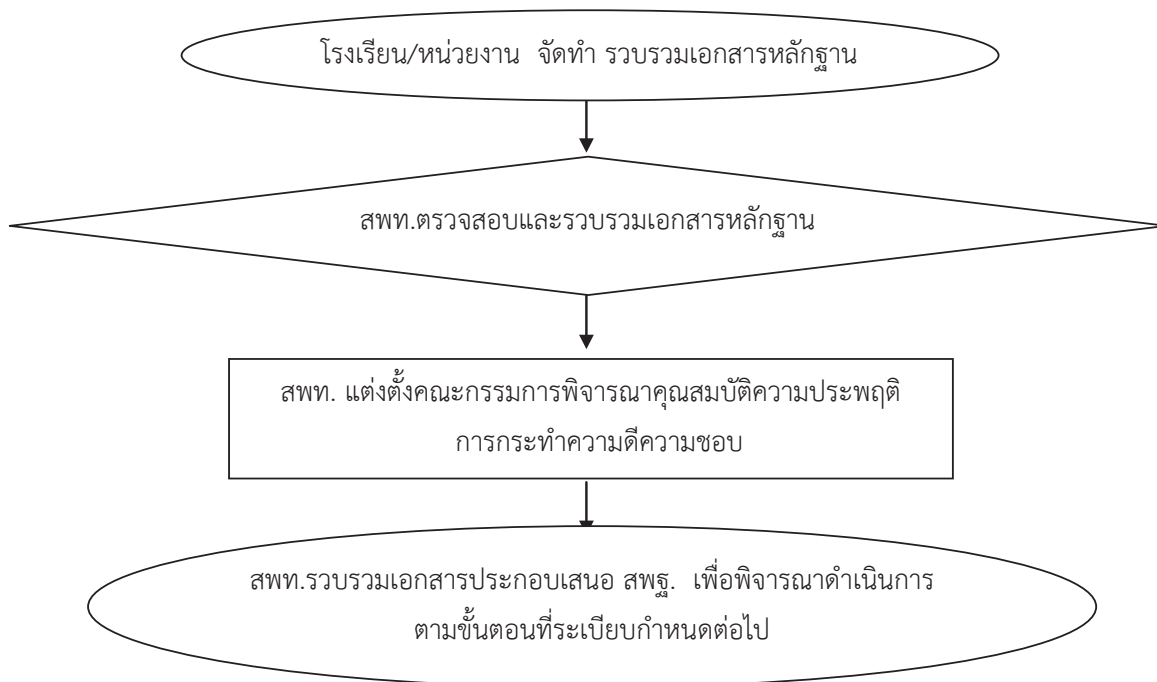 โรงเรียน/หน่วยงาน จัดทำ รวบรวมเอกสารหลักฐาน
สพท.ตรวจสอบและรวบรวมเอกสารหลักฐาน
สพท. แต่งตั้งคณะกรรมการพิจารณาคุณสมบัติความประพฤติ
การกระทำความดีความชอบ
สพท.รวบรวมเอกสารประกอบเสนอ สพฐ. เพื่อพิจารณาดำเนินการ
ตามขั้นตอนที่ระเบียบกำหนดต่อไป